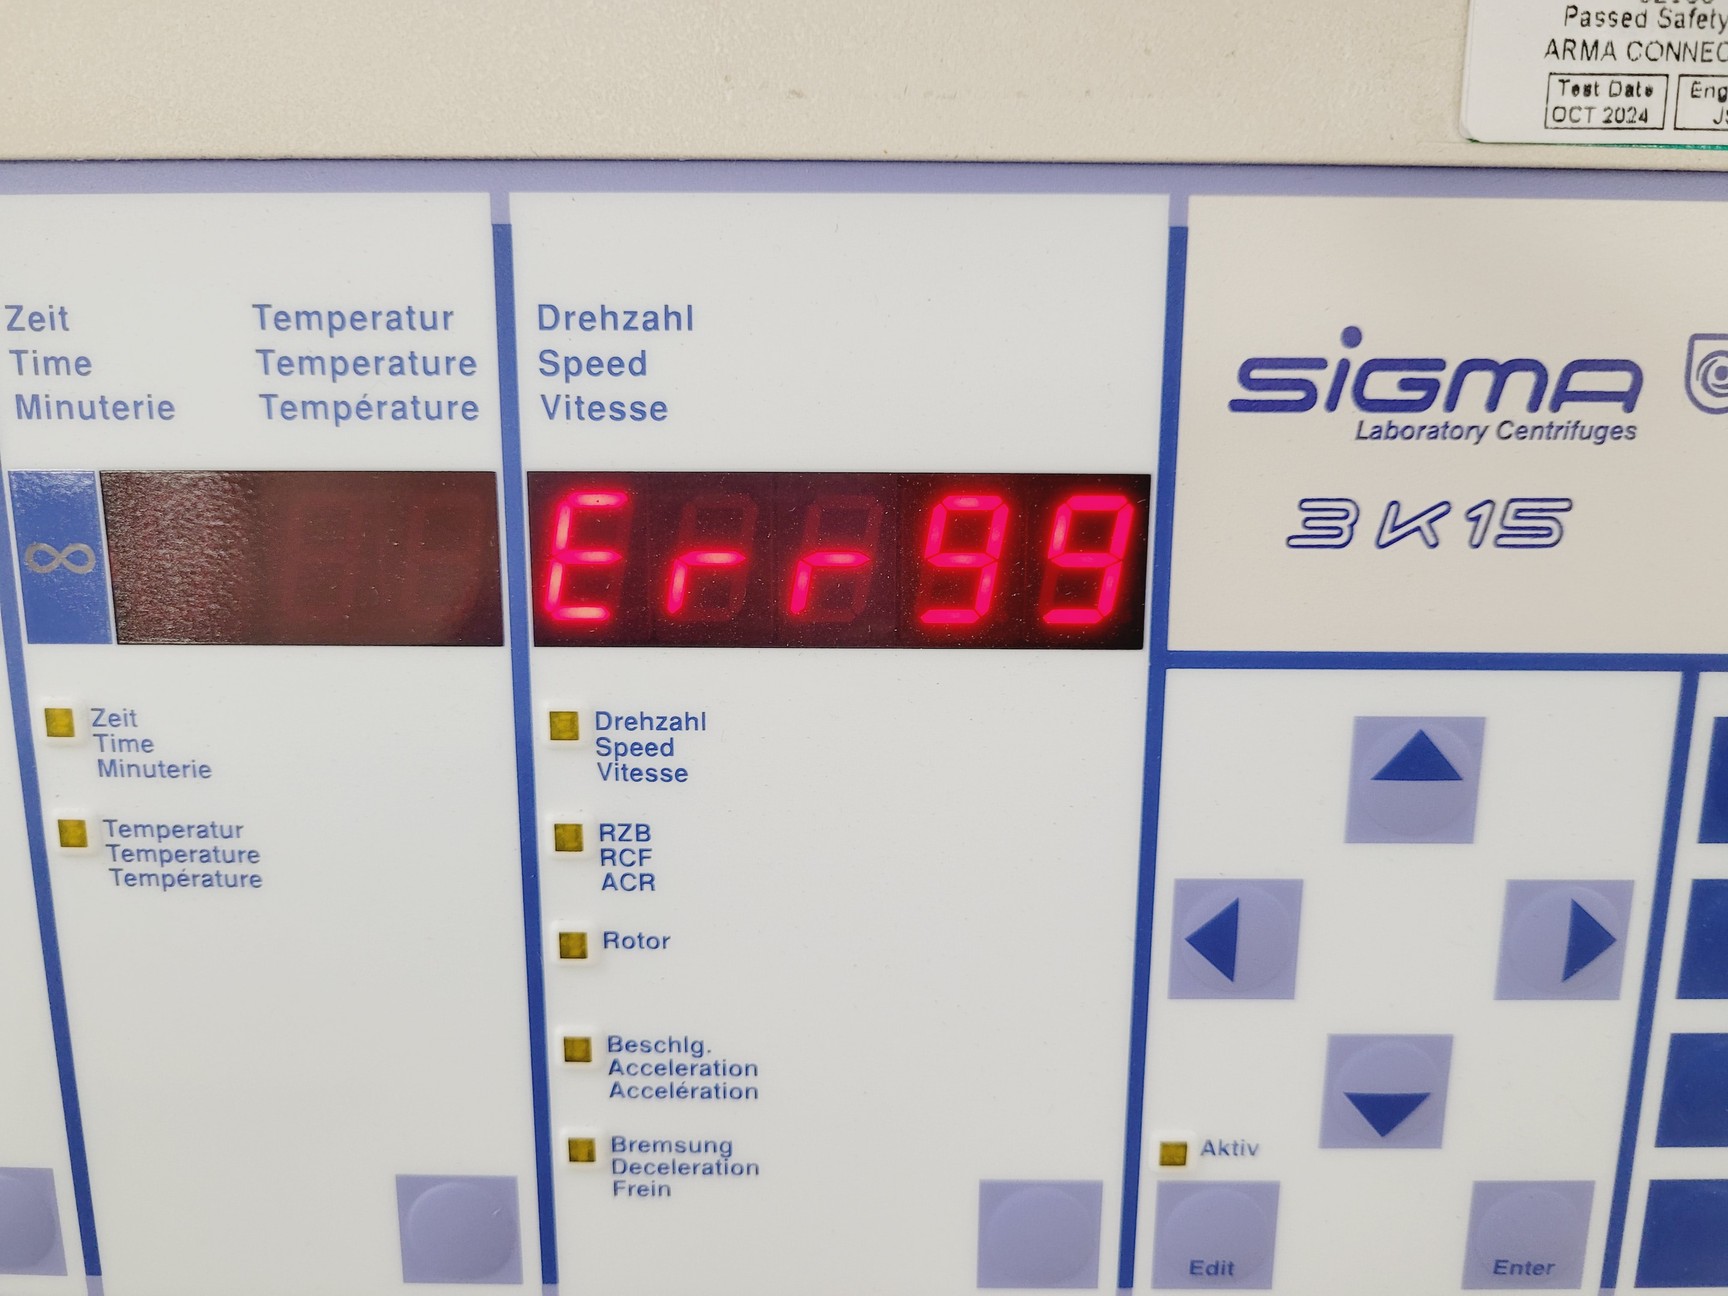 Passed Safety
ARMA CONNEC
Test Date
OCT 2024
Eng
Zeit
Time
Minuterie
Temperatur
Temperature
Température
Drehzahl
Speed
Vitesse
SIGMA
Laboratory Centrifuges
3K15
∞
Err99
Zeit
Time
Minuterie
Temperatur
Temperature
Température
Drehzahl
Speed
Vitesse
RZB
RCF
ACR
Rotor
Beschlg.
Acceleration
Accelération
Bremsung
Deceleration
Frein
Aktiv
Edit
Enter